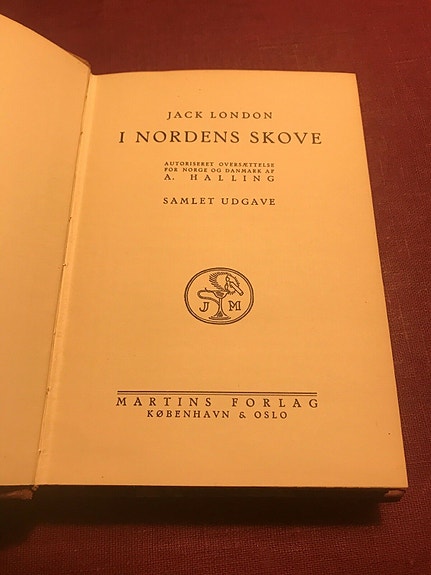 JACK LONDON
I NORDENS SKOVE
AUTORISERET OVERSÆTTELSE
FOR NORGE OG DANMARK AF
A. HALLING
SAMLET UDGAVE
J M
MARTINS FORLAG
KØBENHAVN & OSLO